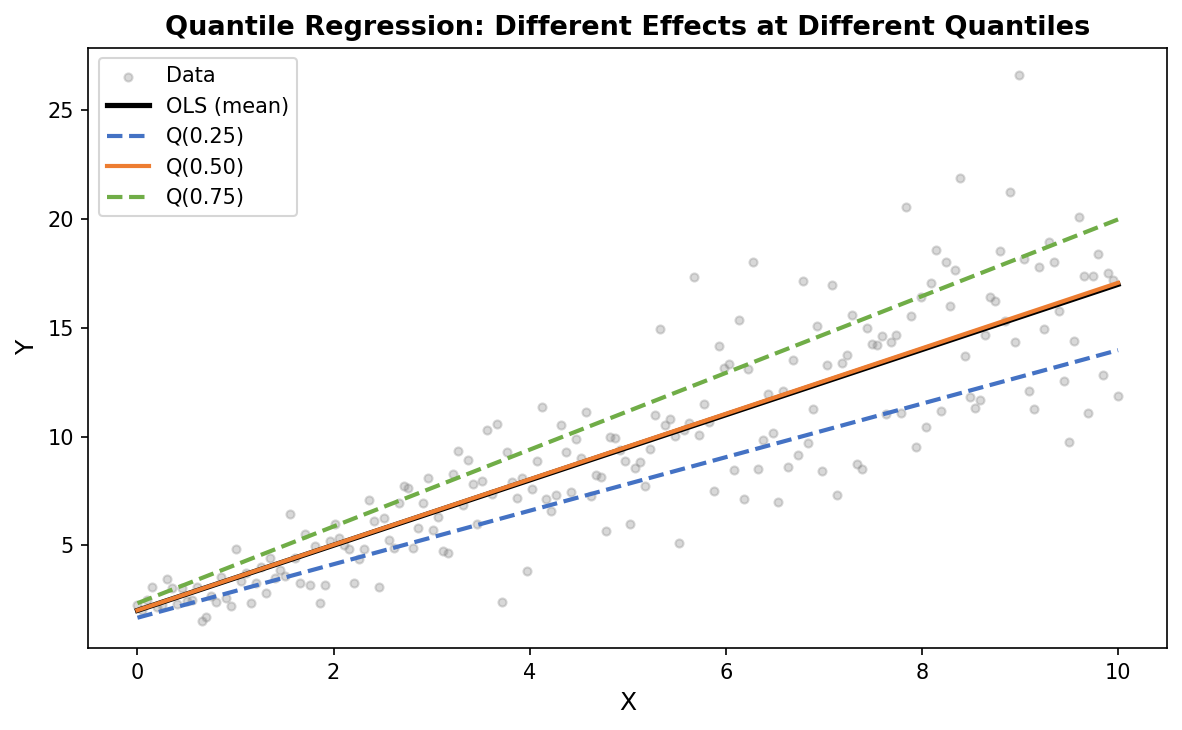 Quantile Regression: Different Effects at Different Quantiles
Data
OLS (mean)
Q(0.25)
Q(0.50)
Q(0.75)
25
20
15
10
5
Y
0 2 4 6 8 10
X